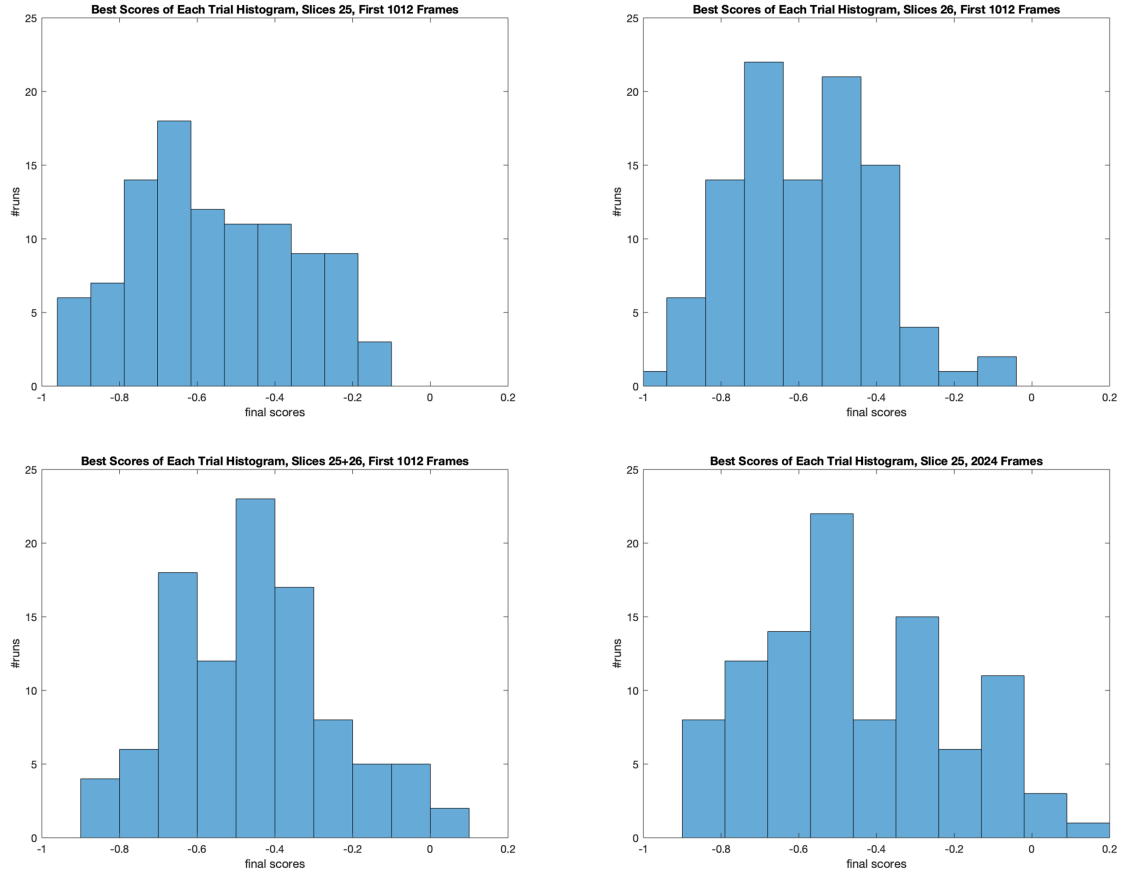 Best Scores of Each Trial Histogram, Slices 25, First 1012 Frames
25
20
15
10
5
0
#runs
-1 -0.8 -0.6 -0.4 -0.2 0 0.2
final scores
Best Scores of Each Trial Histogram, Slices 26, First 1012 Frames
25
20
15
10
5
0
#runs
-1 -0.8 -0.6 -0.4 -0.2 0 0.2
final scores
Best Scores of Each Trial Histogram, Slices 25+26, First 1012 Frames
25
20
15
10
5
0
#runs
-1 -0.8 -0.6 -0.4 -0.2 0 0.2
final scores
Best Scores of Each Trial Histogram, Slice 25, 2024 Frames
25
20
15
10
5
0
#runs
-1 -0.8 -0.6 -0.4 -0.2 0 0.2
final scores